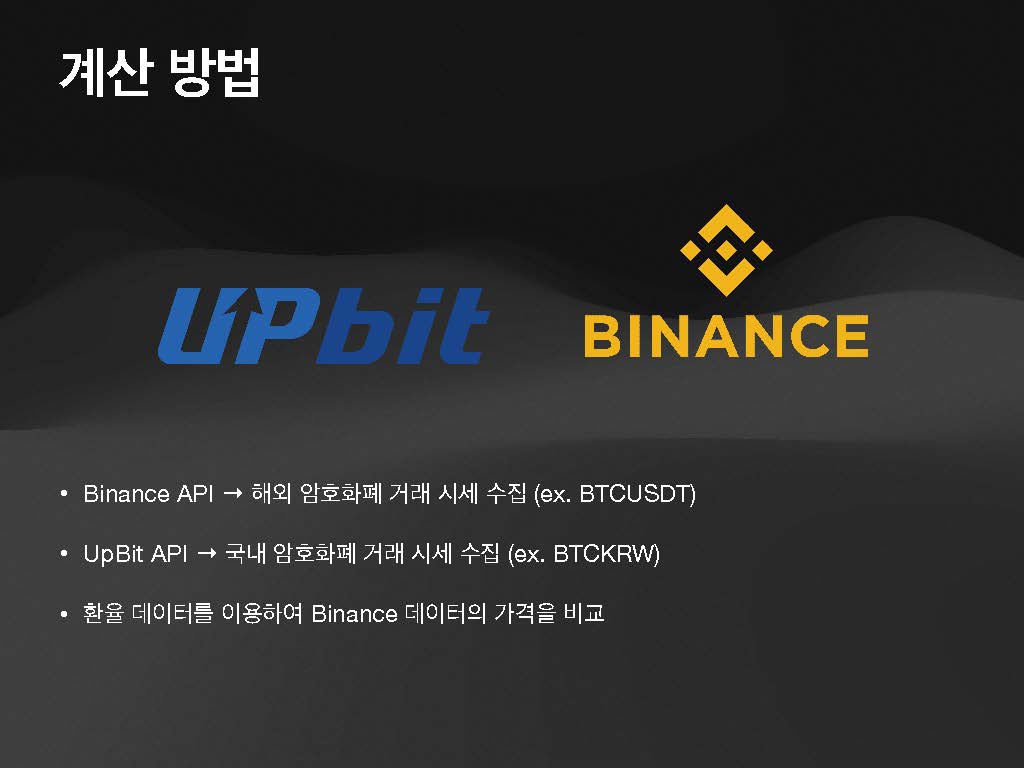 계산 방법
UPbit
BINANCE
• Binance API → 해외 암호화폐 거래 시세 수집 (ex. BTCUSDT)
• UpBit API → 국내 암호화폐 거래 시세 수집 (ex. BTCKRW)
• 환율 데이터를 이용하여 Binance 데이터의 가격을 비교